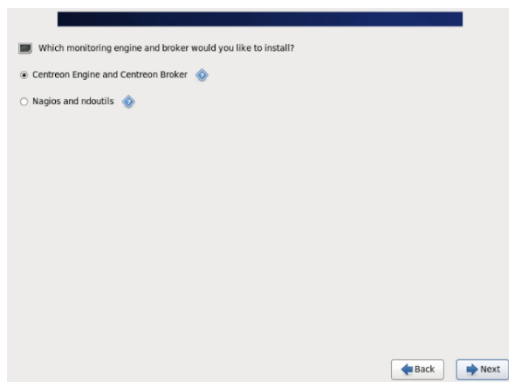 Which monitoring engine and broker would you like to install?
Centreon Engine and Centreon Broker
Nagios and ndoutils
Back
Next